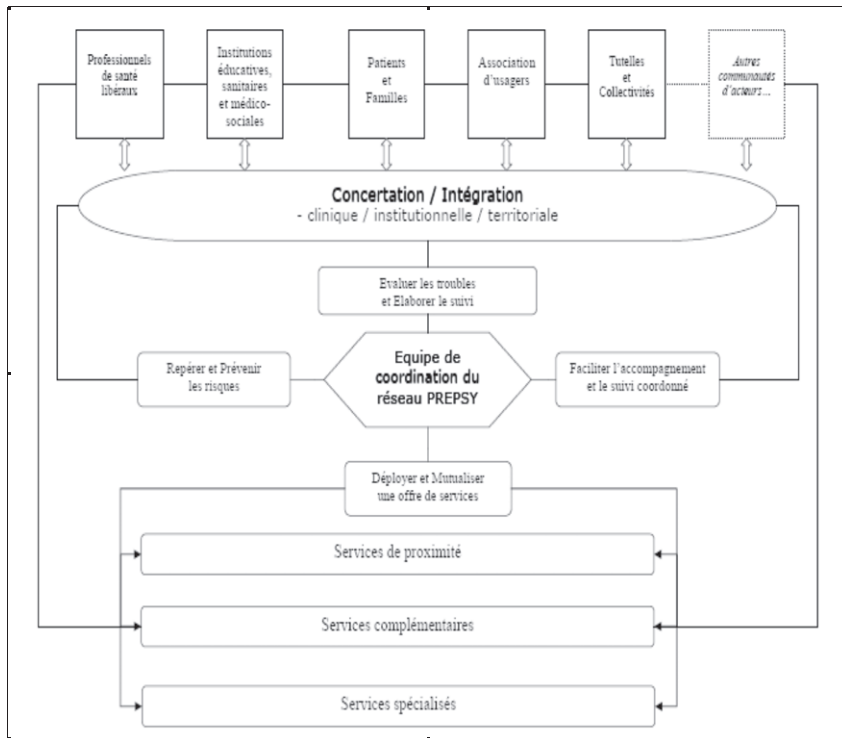 Professionnels
de santé
libéraux
Institutions
éducatives,
sanitaires
et médico-
sociales
Patients
et
Familles
Association
d'usagers
Tutelles
et
Collectivités
Autres
communautés
d'acteurs...
Concertation / Intégration
- clinique / institutionnelle / territoriale
Evaluer les troubles
et Elaborer le suivi
Repérer et Prévenir
les risques
Equipe de
coordination du
réseau PREPSY
Faciliter l'accompagnement
et le suivi coordonné
Déployer et Mutualiser
une offre de services
Services de proximité
Services complémentaires
Services spécialisés